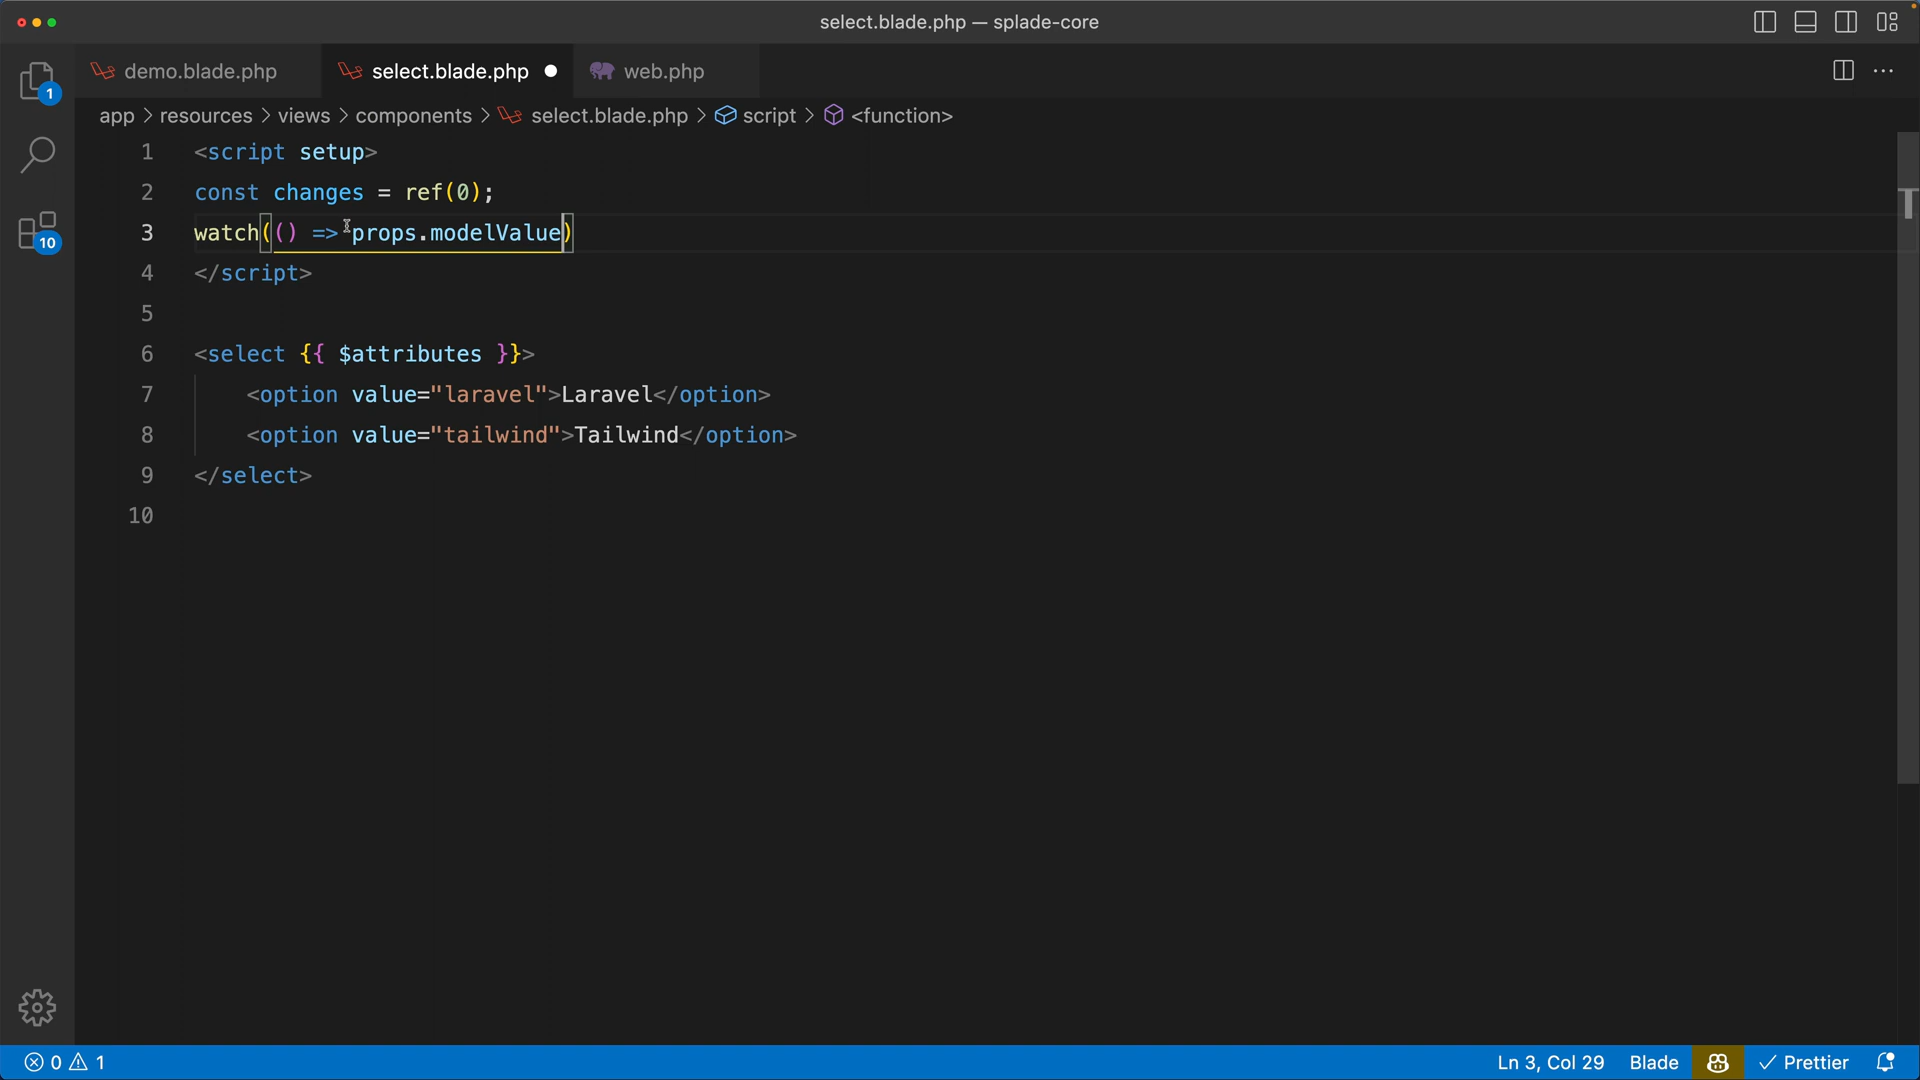 select.blade.php — splade-core
demo.blade.php
select.blade.php
web.php
1
app
resources
views
components
select.blade.php
script
<function>
1 <script setup>
2 const changes = ref(0);
3 watch(() => props.modelValue)
4 </script>
5
6 <select {{ $attributes }}>
7 <option value="laravel">Laravel</option>
8 <option value="tailwind">Tailwind</option>
9 </select>
10
10
0 1
Ln 3, Col 29
Blade
Prettier